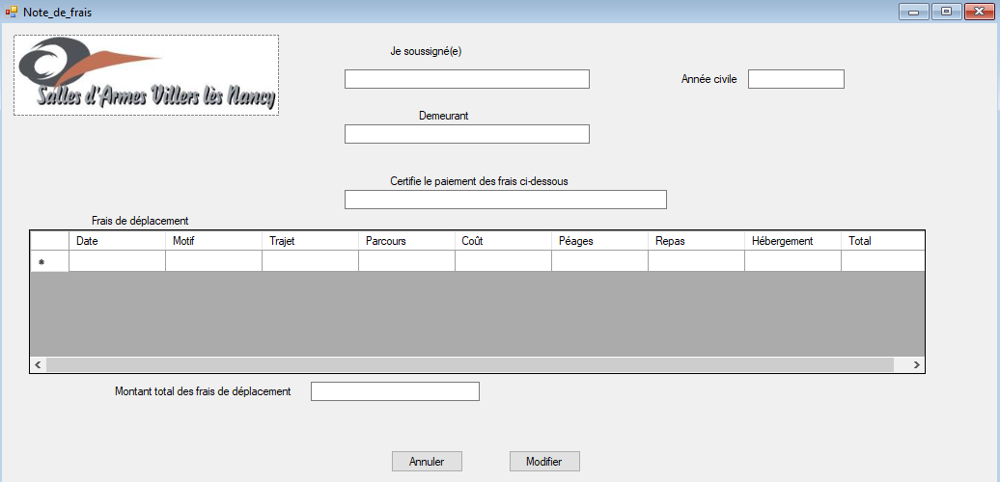 Note_de_frais
Salles d'Armes Villers lès Nancy
Je soussigné(e)
Année civile
Demeurant
Certifie le paiement des frais ci-dessous
Frais de déplacement
Date Motif Trajet Parcours Coût Péages Repas Hébergement Total
Montant total des frais de déplacement
Annuler Modifier